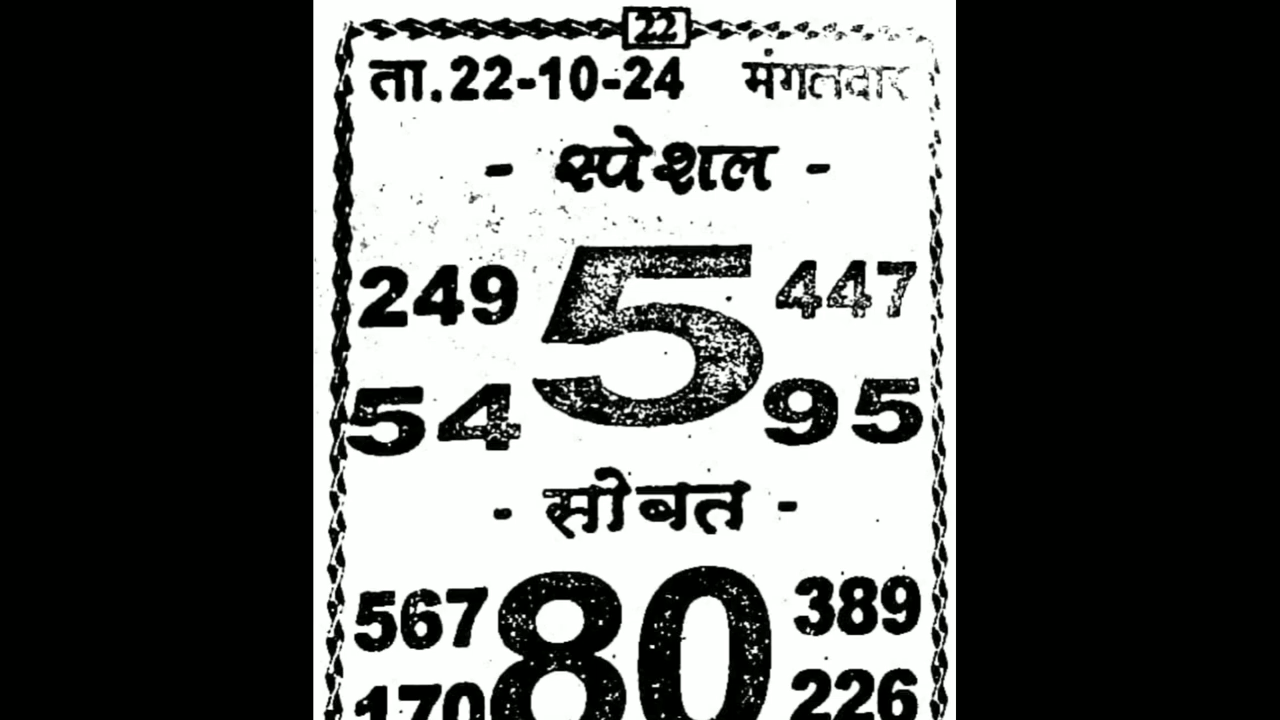 22
ता.22-10-24 मंगलवार
- स्पेशल -
249 5 447
54 95
- सोबत -
567 80 389
170 226